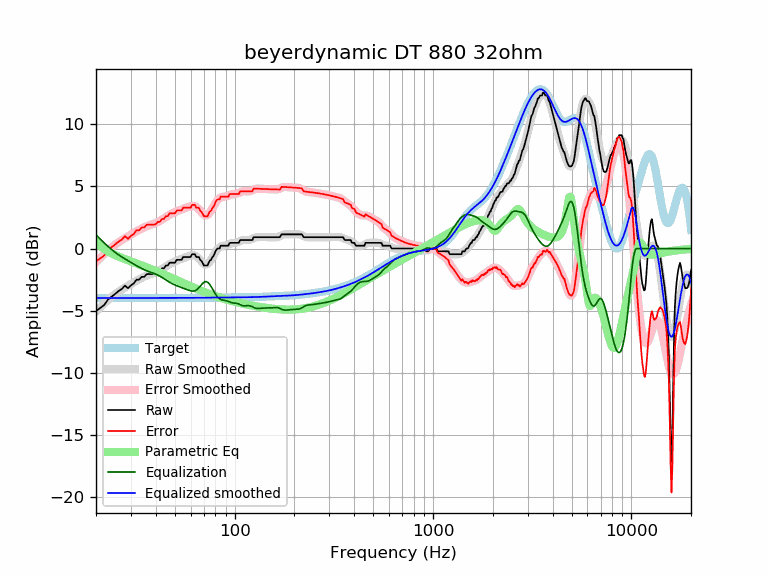 beyerdynamic DT 880 32ohm
10
5
0
−5
−10
−15
−20
Amplitude (dBr)
Target
Raw Smoothed
Error Smoothed
Raw
Error
Parametric Eq
Equalization
Equalized smoothed
100
1000
10000
Frequency (Hz)